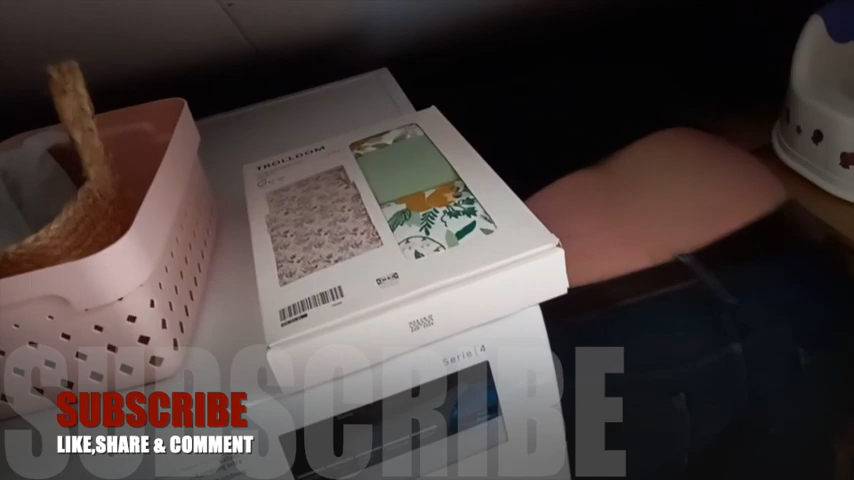 TROLLDOM
Serie | 4
SUBSCRIBE
SUBSCRIBE
LIKE,SHARE & COMMENT